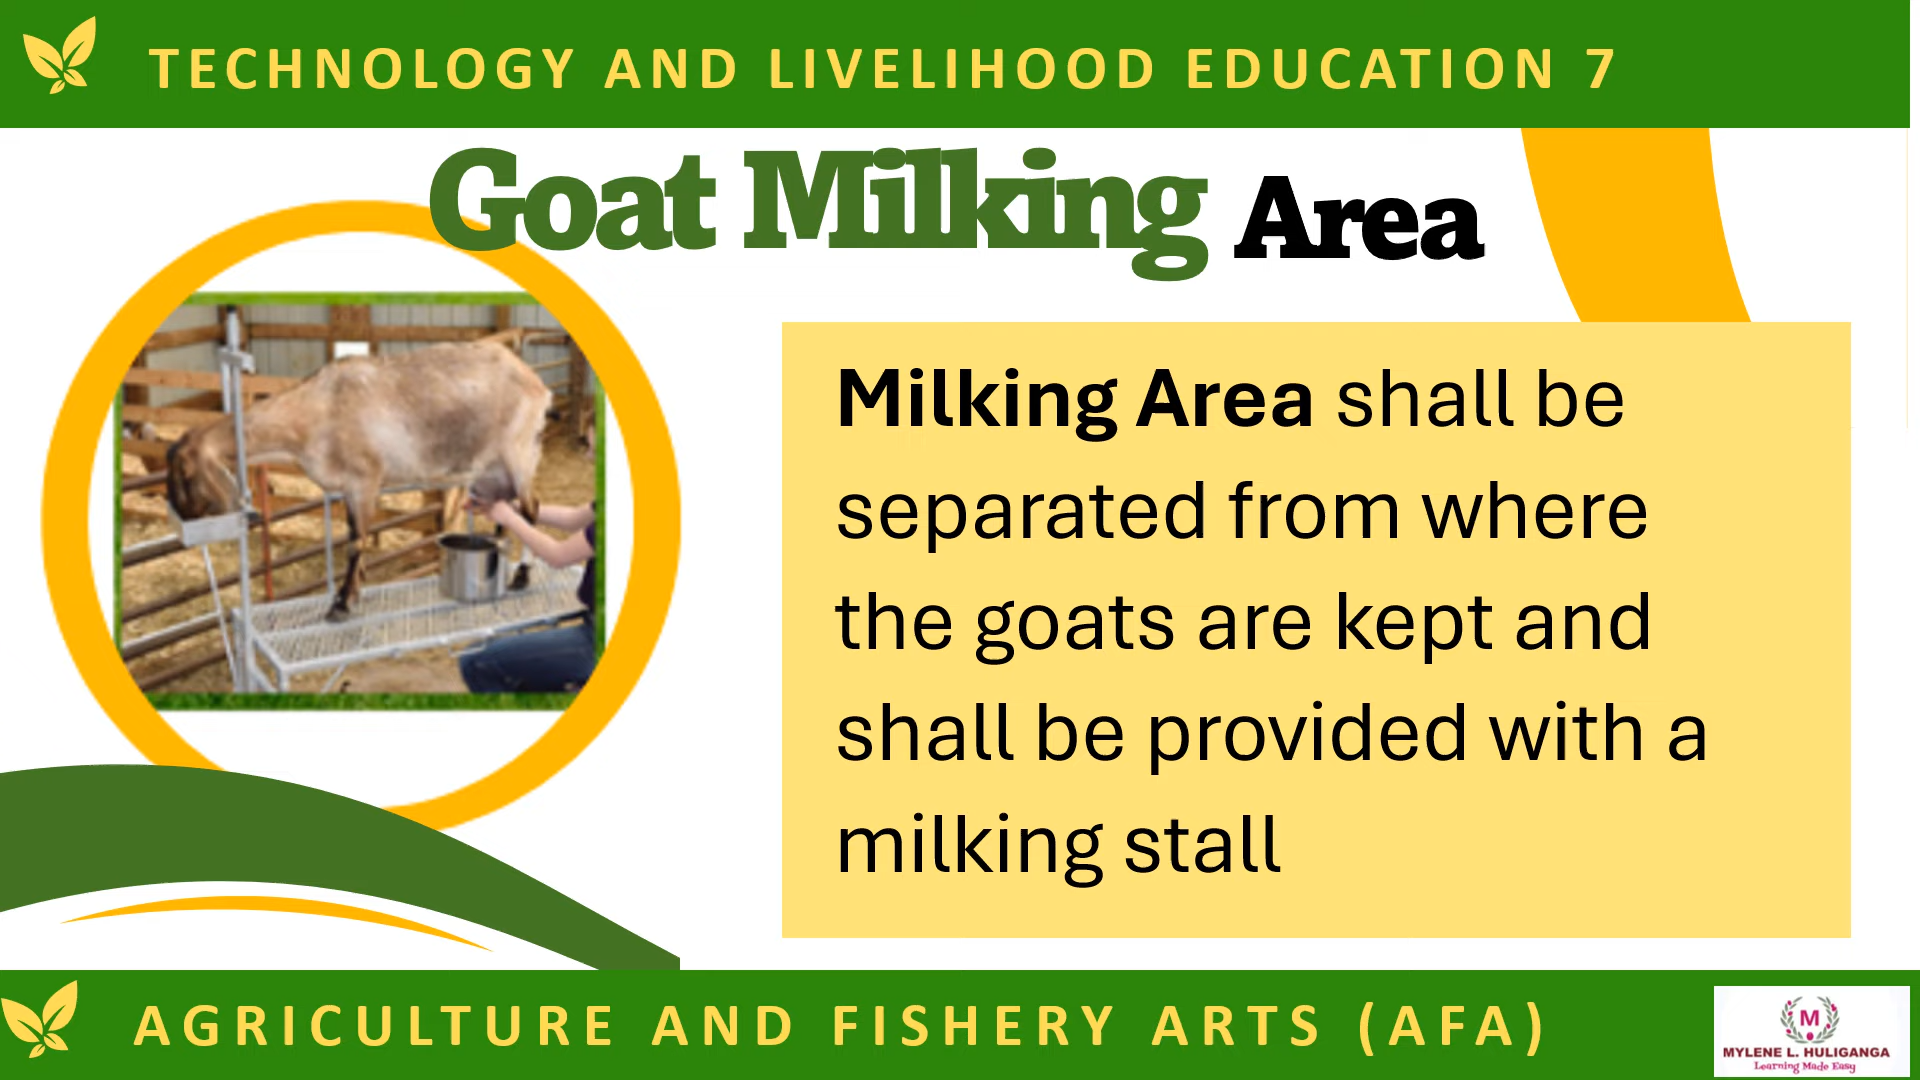 TECHNOLOGY AND LIVELIHOOD EDUCATION 7
Goat Milking Area
Milking Area shall be
separated from where
the goats are kept and
shall be provided with a
milking stall
AGRICULTURE AND FISHERY ARTS (AFA)
M
MYLENE L. HULIGANGA
Learning Made Easy